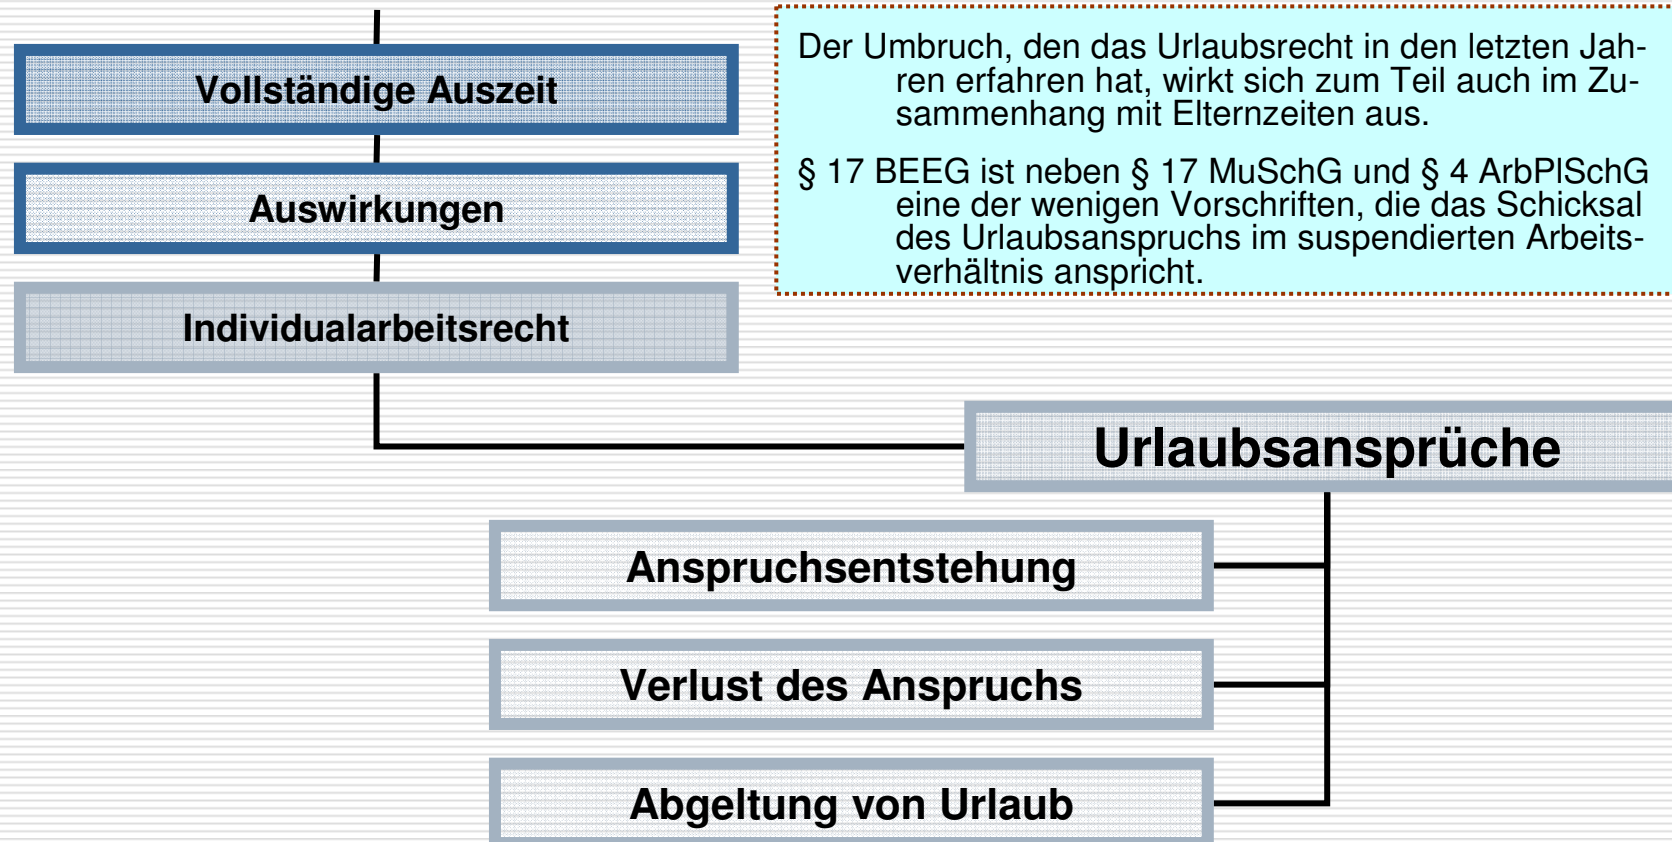 Vollständige Auszeit
Auswirkungen
Individualarbeitsrecht
Der Umbruch, den das Urlaubsrecht in den letzten Jah-
ren erfahren hat, wirkt sich zum Teil auch im Zu-
sammenhang mit Elternzeiten aus.
§ 17 BEEG ist neben § 17 MuSchG und § 4 ArbPlSchG
eine der wenigen Vorschriften, die das Schicksal
des Urlaubsanspruchs im suspendierten Arbeits-
verhältnis anspricht.
Urlaubsansprüche
Anspruchsentstehung
Verlust des Anspruchs
Abgeltung von Urlaub